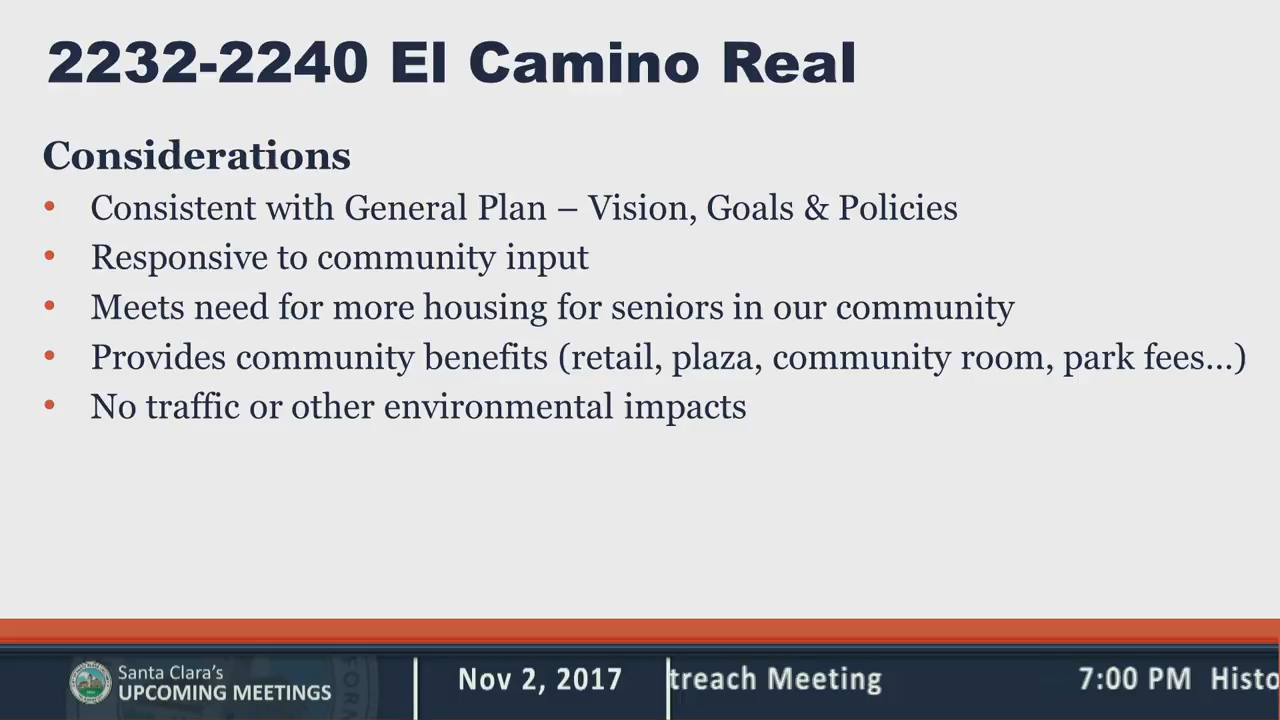 2232-2240 El Camino Real
Considerations
• Consistent with General Plan – Vision, Goals & Policies
• Responsive to community input
• Meets need for more housing for seniors in our community
• Provides community benefits (retail, plaza, community room, park fees...)
• No traffic or other environmental impacts
Santa Clara's
UPCOMING MEETINGS
Nov 2, 2017
treach Meeting
7:00 PM Histo